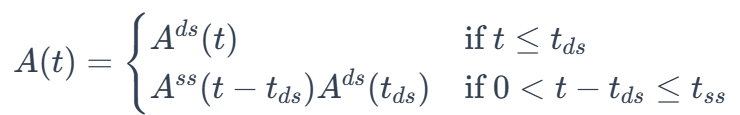 A(t) = { A^{ds}(t) if t ≤ t_{ds}
A^{ss}(t − t_{ds})A^{ds}(t_{ds}) if 0 < t − t_{ds} ≤ t_{ss}